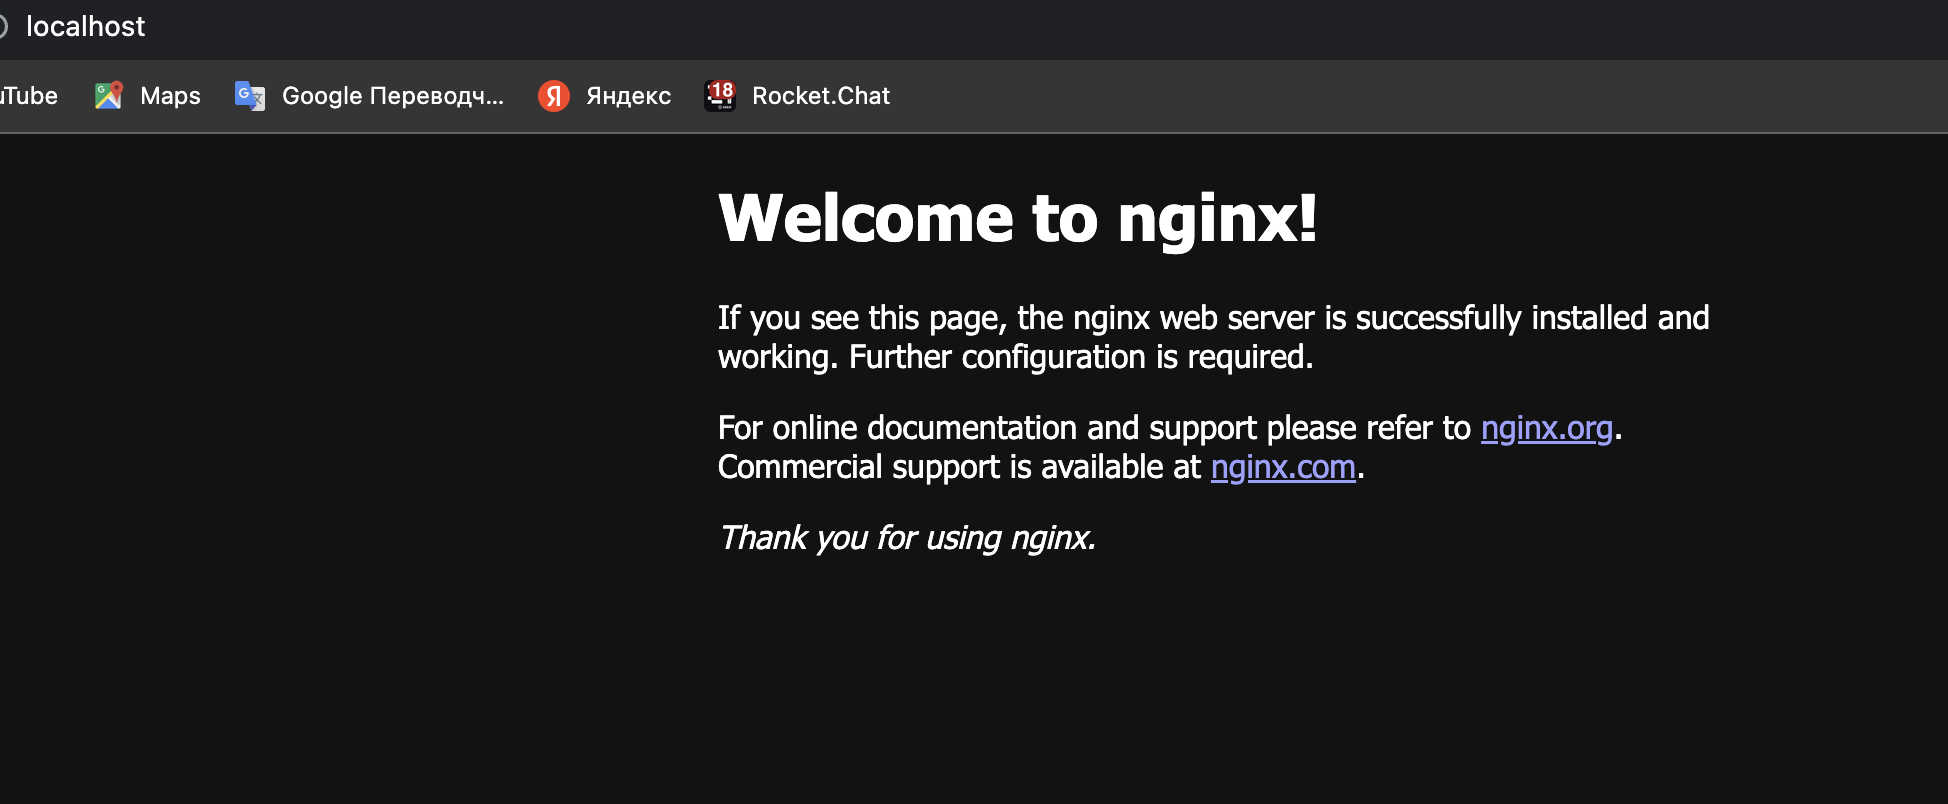 localhost
uTube Maps Google Переводч... Яндекс 18 Rocket.Chat
Welcome to nginx!
If you see this page, the nginx web server is successfully installed and
working. Further configuration is required.
For online documentation and support please refer to nginx.org.
Commercial support is available at nginx.com.
Thank you for using nginx.